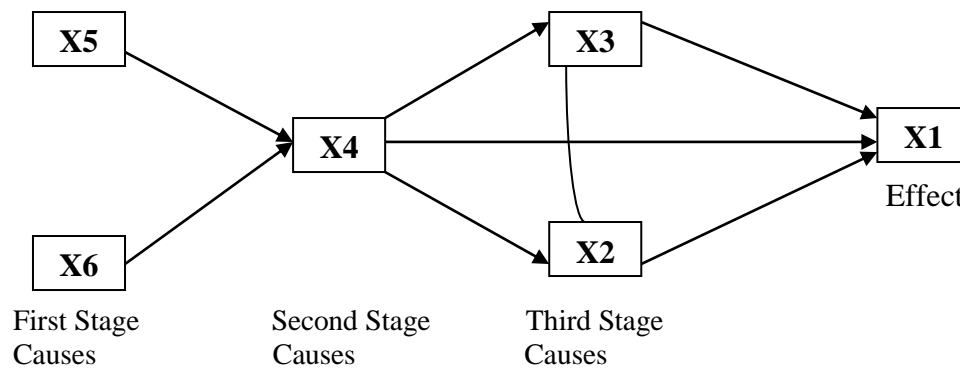 X5
X3
X4
X1
Effect
X6
X2
First Stage
Causes
Second Stage
Causes
Third Stage
Causes